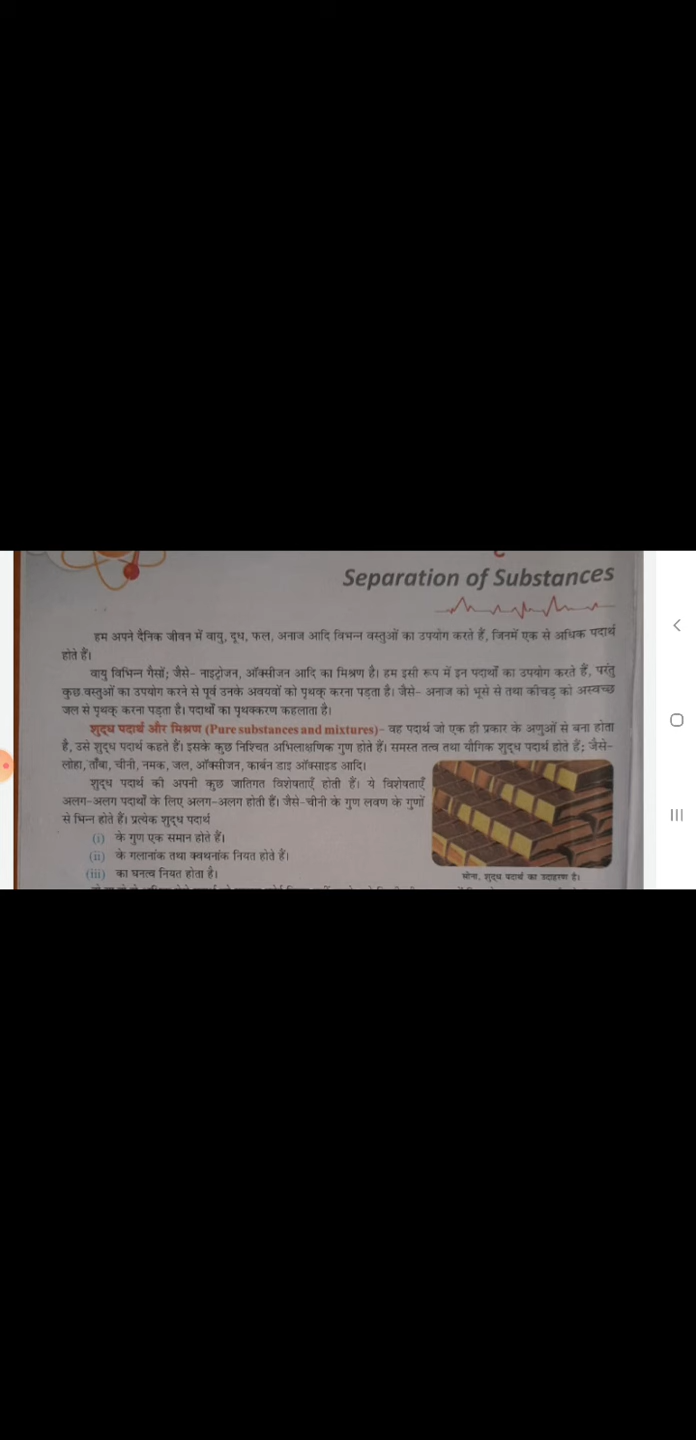 Separation of Substances
हम अपने दैनिक जीवन में वायु, दूध, फल, अनाज आदि विभन्न वस्तुओं का उपयोग करते हैं, जिनमें एक से अधिक पदार्थ
होते हैं।
वायु विभिन्न गैसों; जैसे– नाइट्रोजन, ऑक्सीजन आदि का मिश्रण है। हम इसी रूप में इन पदार्थों का उपयोग करते हैं, परंतु
कुछ वस्तुओं का उपयोग करने से पूर्व उनके अवयवों को पृथक् करना पड़ता है। जैसे– अनाज को भूसे से तथा कीचड़ को अस्वच्छ
जल से पृथक् करना पड़ता है। पदार्थों का पृथक्करण कहलाता है।
शुद्ध पदार्थ और मिश्रण (Pure substances and mixtures)– वह पदार्थ जो एक ही प्रकार के अणुओं से बना होता
है, उसे शुद्ध पदार्थ कहते हैं। इसके कुछ निश्चित अभिलाक्षणिक गुण होते हैं। समस्त तत्व तथा यौगिक शुद्ध पदार्थ होते हैं; जैसे–
लोहा, ताँबा, चीनी, नमक, जल, ऑक्सीजन, कार्बन डाइ ऑक्साइड आदि।
शुद्ध पदार्थ की अपनी कुछ जातिगत विशेषताएँ होती हैं। ये विशेषताएँ
अलग-अलग पदार्थों के लिए अलग-अलग होती हैं। जैसे–चीनी के गुण लवण के गुणों
से भिन्न होते हैं। प्रत्येक शुद्ध पदार्थ
(i) के गुण एक समान होते हैं।
(ii) के गलानांक तथा क्वथनांक नियत होते हैं।
(iii) का घनत्व नियत होता है।
सोना, शुद्ध पदार्थ का उदाहरण है।